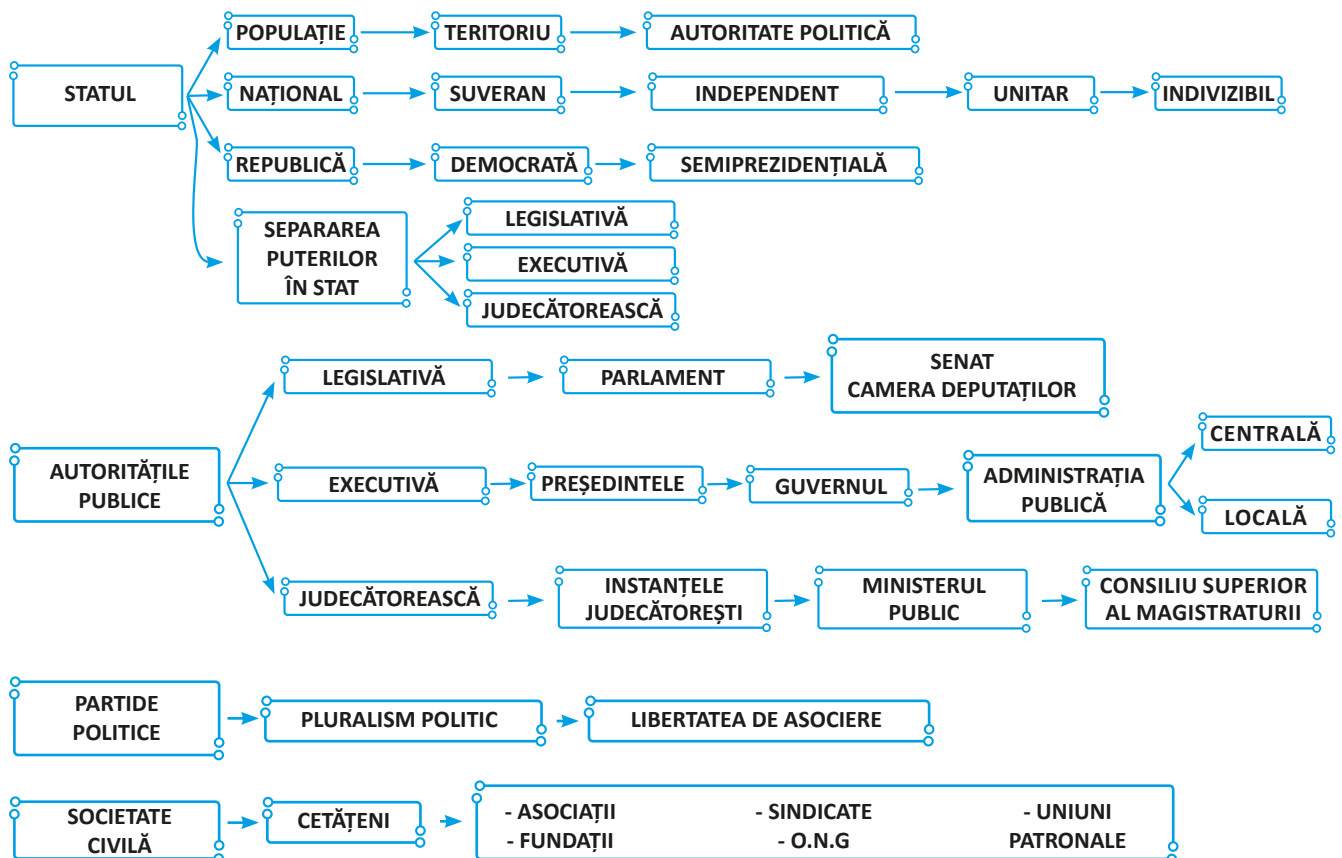 POPULAȚIE
TERITORIU
AUTORITATE POLITICĂ
STATUL
NAȚIONAL
SUVERAN
INDEPENDENT
UNITAR
INDIVIZIBIL
REPUBLICĂ
DEMOCRATĂ
SEMIPREZIDENȚIALĂ
SEPARAREA
PUTERILOR
ÎN STAT
LEGISLATIVĂ
EXECUTIVĂ
JUDECĂTOREASCĂ
AUTORITĂȚILE
PUBLICE
LEGISLATIVĂ
PARLAMENT
SENAT
CAMERA DEPUTAȚILOR
EXECUTIVĂ
PREȘEDINTELE
GUVERNUL
ADMINISTRAȚIA
PUBLICĂ
CENTRALĂ
LOCALĂ
JUDECĂTOREASCĂ
INSTANȚELE
JUDECĂTOREȘTI
MINISTERUL
PUBLIC
CONSILIU SUPERIOR
AL MAGISTRATURII
PARTIDE
POLITICE
PLURALISM POLITIC
LIBERTATEA DE ASOCIERE
SOCIETATE
CIVILĂ
CETĂȚENI
- ASOCIAȚII
- FUNDAȚII
- SINDICATE
- O.N.G
- UNIUNI
PATRONALE